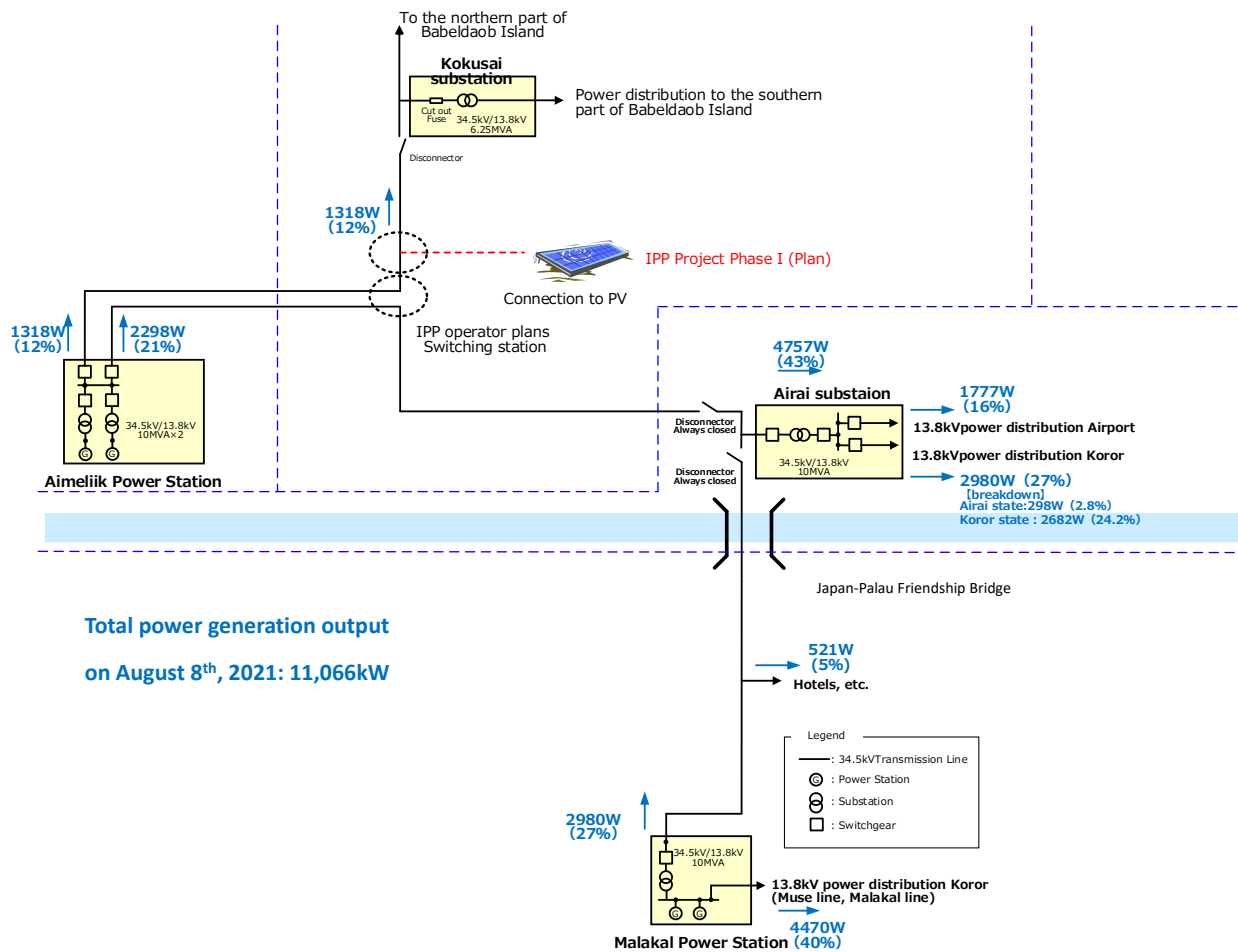 To the northern part of
Babeldaob Island
Kokusai
substation
Cut out
Fuse
34.5kV/13.8kV
6.25MVA
Power distribution to the southern
part of Babeldaob Island
Disconnector
1318W
(12%)
IPP Project Phase I (Plan)
Connection to PV
IPP operator plans
Switching station
1318W
(12%)
2298W
(21%)
34.5kV/13.8kV
10MVA×2
G
G
Aimeliik Power Station
4757W
(43%)
Airai substaion
Disconnector
Always closed
34.5kV/13.8kV
10MVA
1777W
(16%)
13.8kVpower distribution Airport
13.8kVpower distribution Koror
Disconnector
Always closed
2980W (27%)
【breakdown】
Airai state:298W (2.8%)
Koror state : 2682W (24.2%)
Japan-Palau Friendship Bridge
Total power generation output
on August 8th, 2021: 11,066kW
521W
(5%)
Hotels, etc.
Legend
: 34.5kVTransmission Line
G : Power Station
: Substation
: Switchgear
2980W
(27%)
34.5kV/13.8kV
10MVA
G
G
13.8kV power distribution Koror
(Muse line, Malakal line)
4470W
(40%)
Malakal Power Station